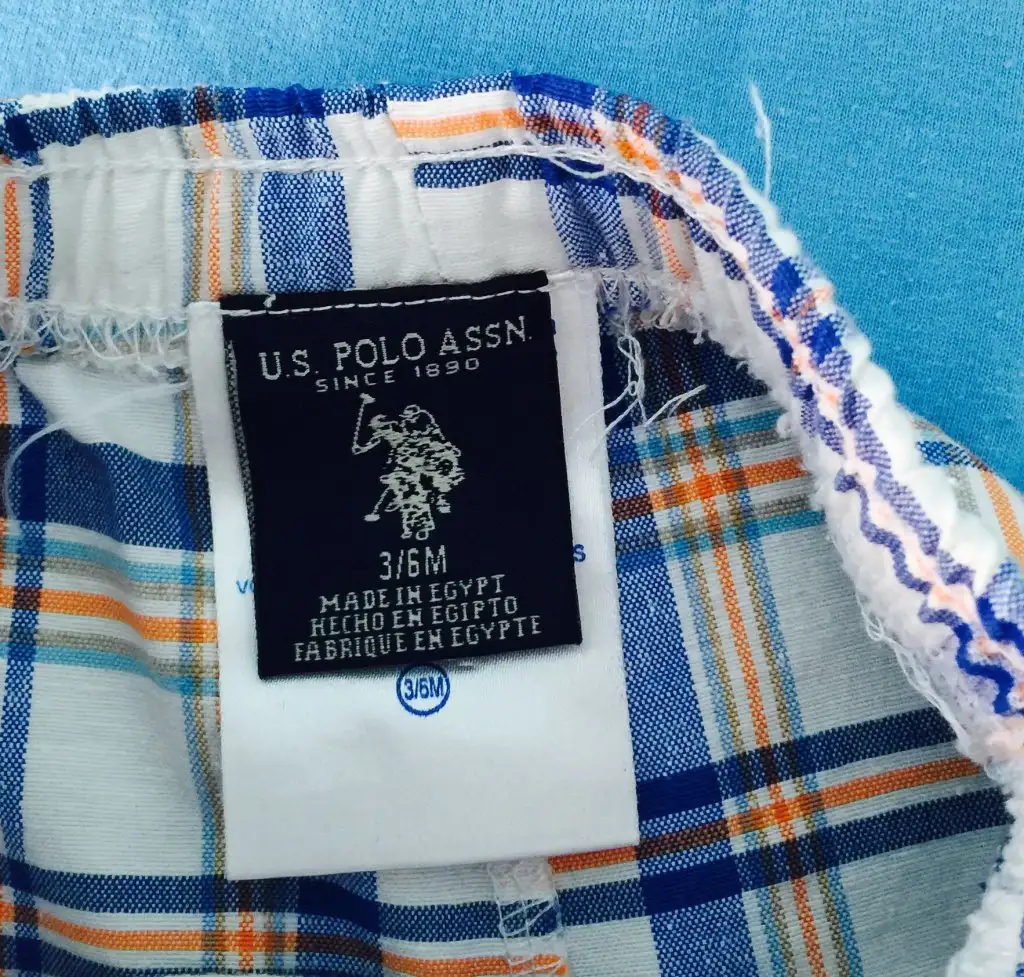 U.S. POLO ASSN.
SINCE 1890
3/6M
MADE IN EGYPT
HECHO EN EGIPTO
FABRIQUE EN EGYPTE
3/6M